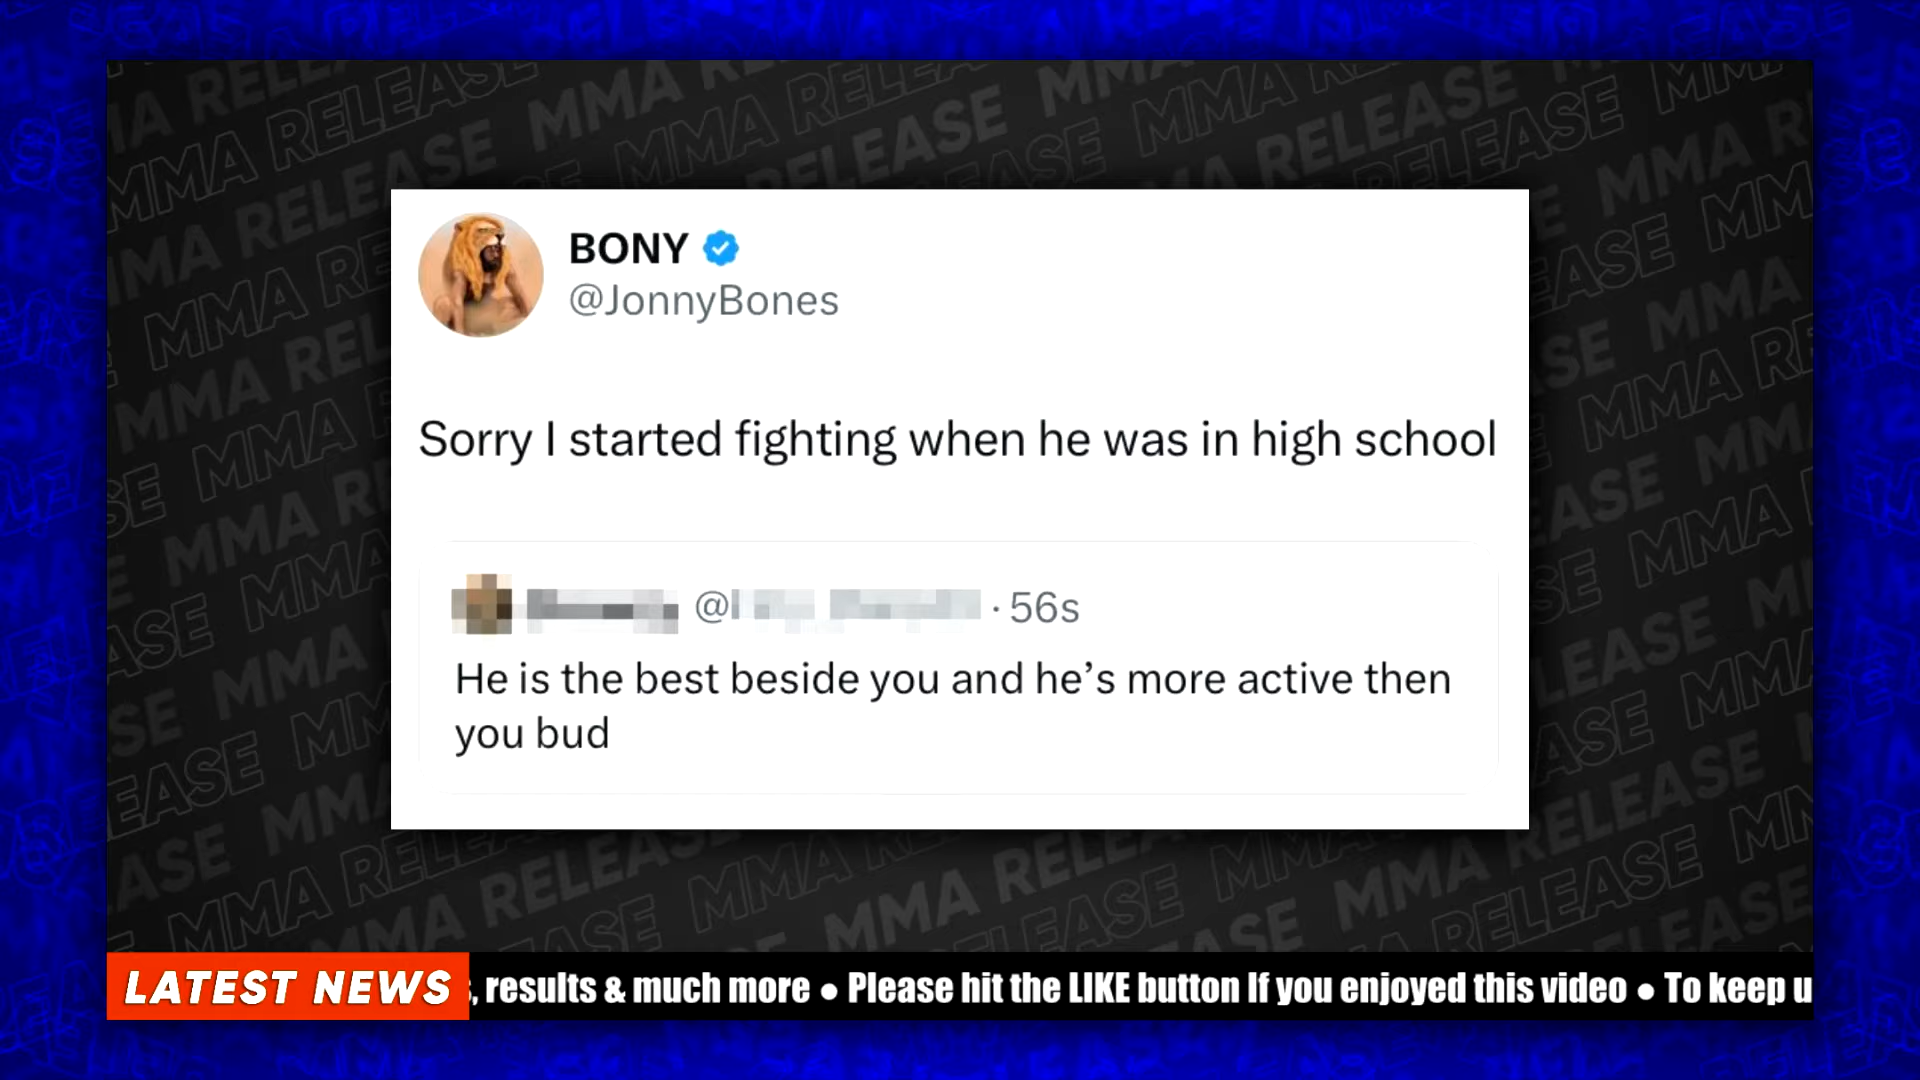 BONY
@JonnyBones
Sorry I started fighting when he was in high school
@ · 56s
He is the best beside you and he’s more active then
you bud
LATEST NEWS
, results & much more ● Please hit the LIKE button If you enjoyed this video ● To keep u
MMA RELEASE